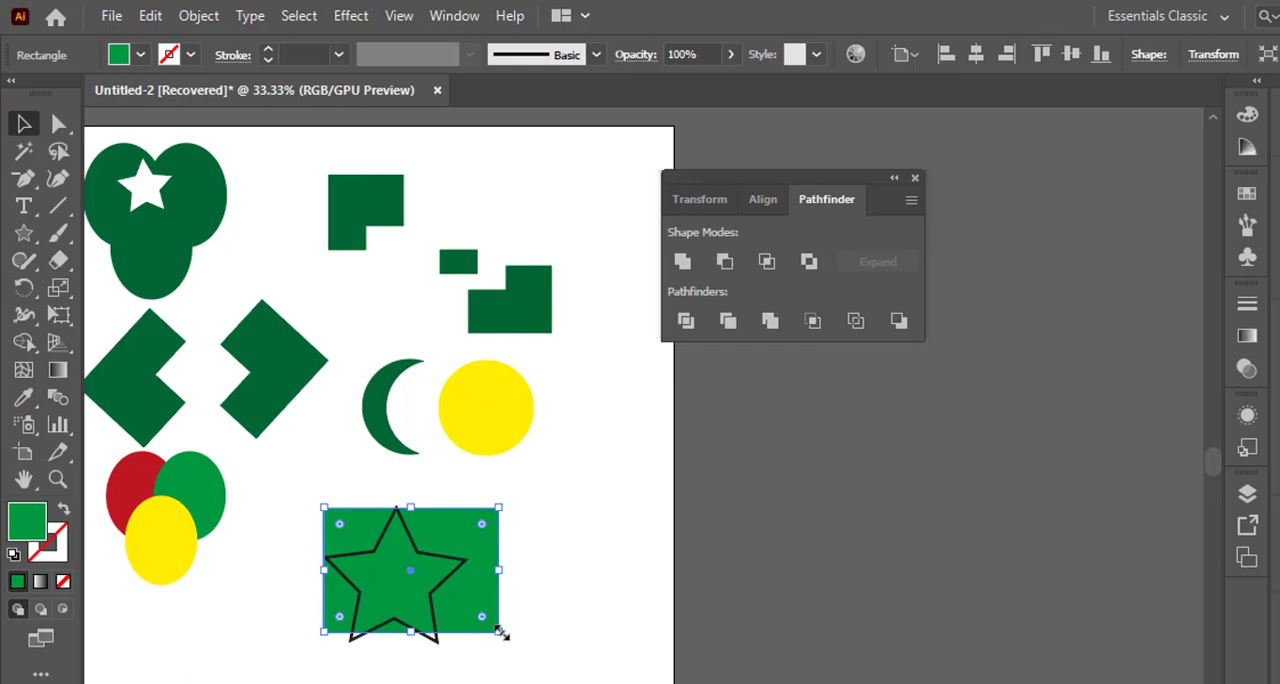 Ai File Edit Object Type Select Effect View Window Help Essentials Classic
Rectangle Stroke: Basic Opacity: 100% Style: Shape: Transform
Untitled-2 [Recovered]* @ 33.33% (RGB/GPU Preview)
Transform Align Pathfinder
Shape Modes:
Expand
Pathfinders: